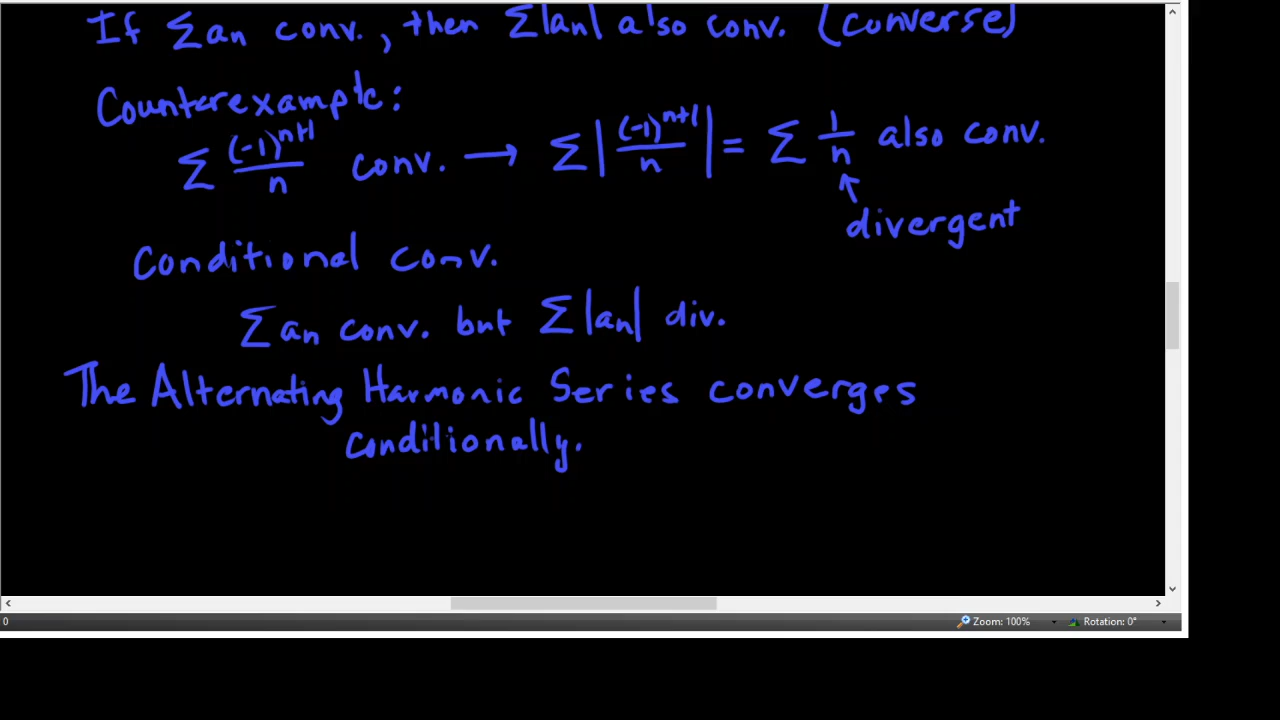 If Σan conv., then Σ|an| also conv. (converse)
Counterexample:
Σ (-1)^n+1/n conv. → Σ|(-1)^n+1/n| = Σ 1/n also conv.
↑
divergent
Conditional conv.
Σan conv. but Σ|an| div.
The Alternating Harmonic Series converges
conditionally.
0 Zoom: 100% Rotation: 0°